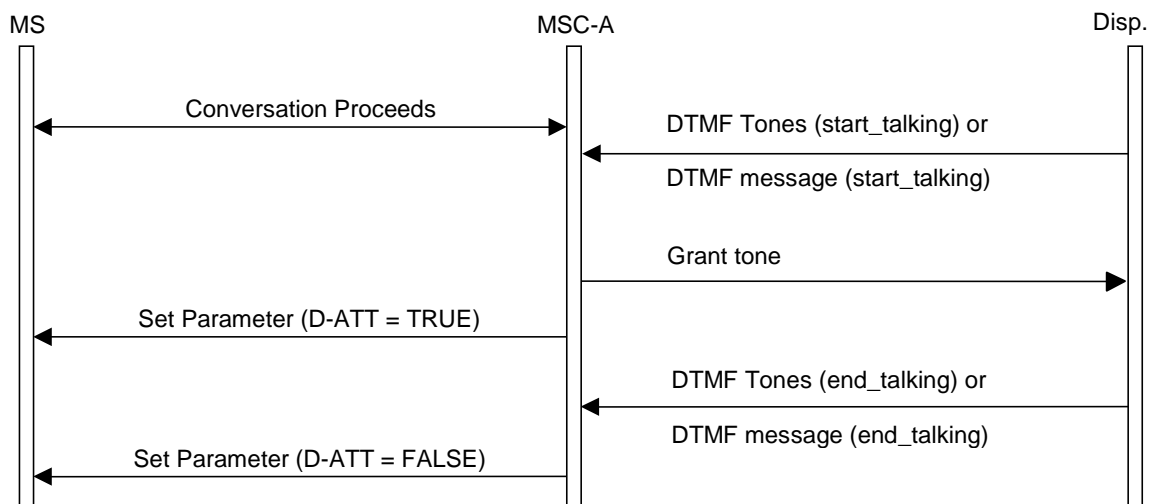 MS
MSC-A
Disp.
Conversation Proceeds
DTMF Tones (start_talking) or
DTMF message (start_talking)
Grant tone
Set Parameter (D-ATT = TRUE)
DTMF Tones (end_talking) or
DTMF message (end_talking)
Set Parameter (D-ATT = FALSE)